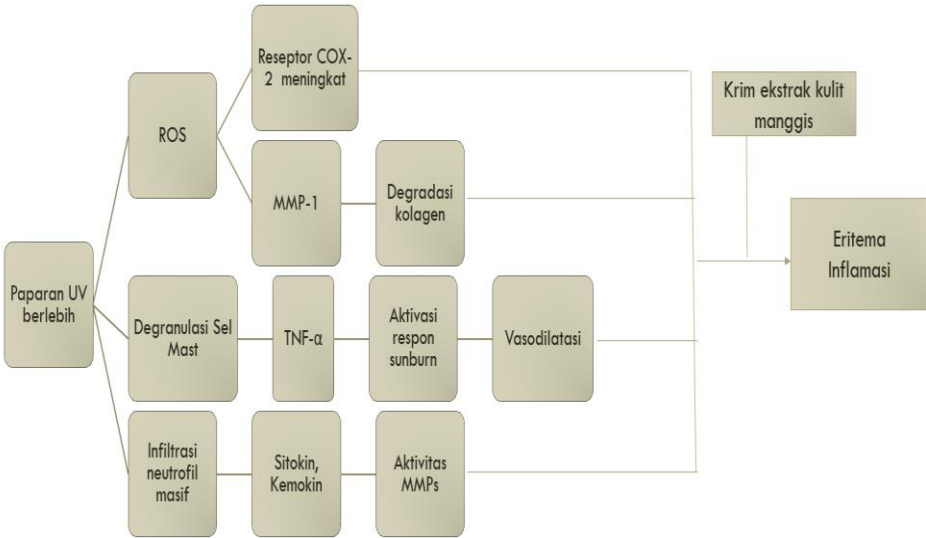 Paparan UV
berlebih
ROS
Reseptor COX-
2 meningkat
MMP-1
Degradasi
kolagen
Degranulasi Sel
Mast
TNF-α
Aktivasi
respon
sunburn
Vasodilatasi
Infiltrasi
neutrofil
masif
Sitokin,
Kemokin
Aktivitas
MMPs
Krim ekstrak kulit
manggis
Eritema
Inflamasi